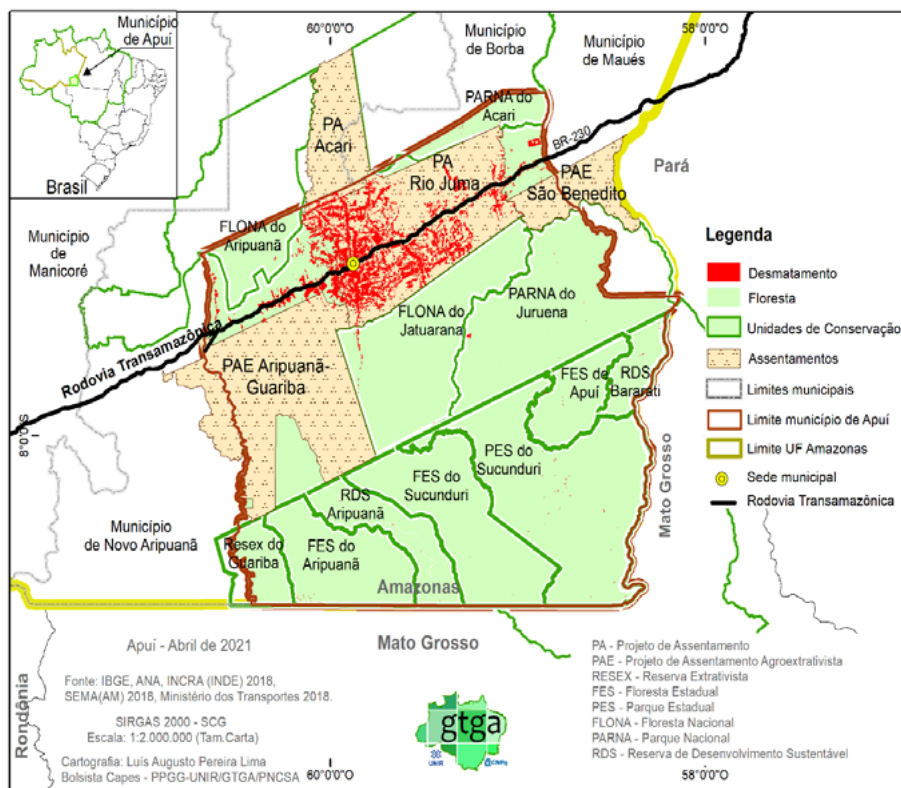 Município
de Apuí
Brasil
60°0'0"O
58°0'0"O
Município
de Borba
Município
de Maués
PARNA do
Acari
PA
Acari
BR-230
PA
Rio Juma
PAE
São Benedito
Pará
FLONA do
Aripuanã
Município
de
Manicoré
Legenda
Desmatamento
Floresta
Unidades de Conservação
Assentamentos
Limites municipais
Limite município de Apuí
Limite UF Amazonas
Sede municipal
Rodovia Transamazônica
FLONA do
Jatuarana
PARNA do
Juruena
Rodovia Transamazônica
PAE Aripuanã-
Guariba
FES de
Apuí
RDS
Bararati
8°0'0"S
PES do
Sucunduri
FES do
Sucunduri
RDS
Aripuanã
Mato Grosso
Município
de Novo Aripuanã
Resex do
Guariba
FES do
Aripuanã
Amazonas
Mato Grosso
Rondônia
Apuí - Abril de 2021
Fonte: IBGE, ANA, INCRA (INDE) 2018,
SEMA(AM) 2018, Ministério dos Transportes 2018.
SIRGAS 2000 - SCG
Escala: 1:2.000.000 (Tam.Carta)
Cartografia: Luís Augusto Pereira Lima
Bolsista Capes - PPGG-UNIR/GTGA/PNCSA
gtga
UNIR
CNPq
PA - Projeto de Assentamento
PAE - Projeto de Assentamento Agroextrativista
RESEX - Reserva Extrativista
FES - Floresta Estadual
PES - Parque Estadual
FLONA - Floresta Nacional
PARNA - Parque Nacional
RDS - Reserva de Desenvolvimento Sustentável
60°0'0"O
58°0'0"O